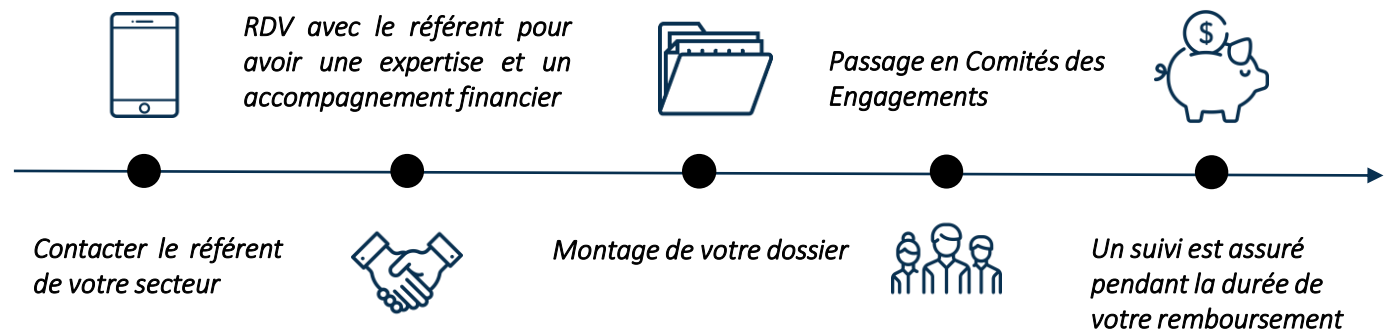 RDV avec le référent pour
avoir une expertise et un
accompagnement financier
Passage en Comités des
Engagements
$
Contacter le référent
de votre secteur
Montage de votre dossier
Un suivi est assuré
pendant la durée de
votre remboursement